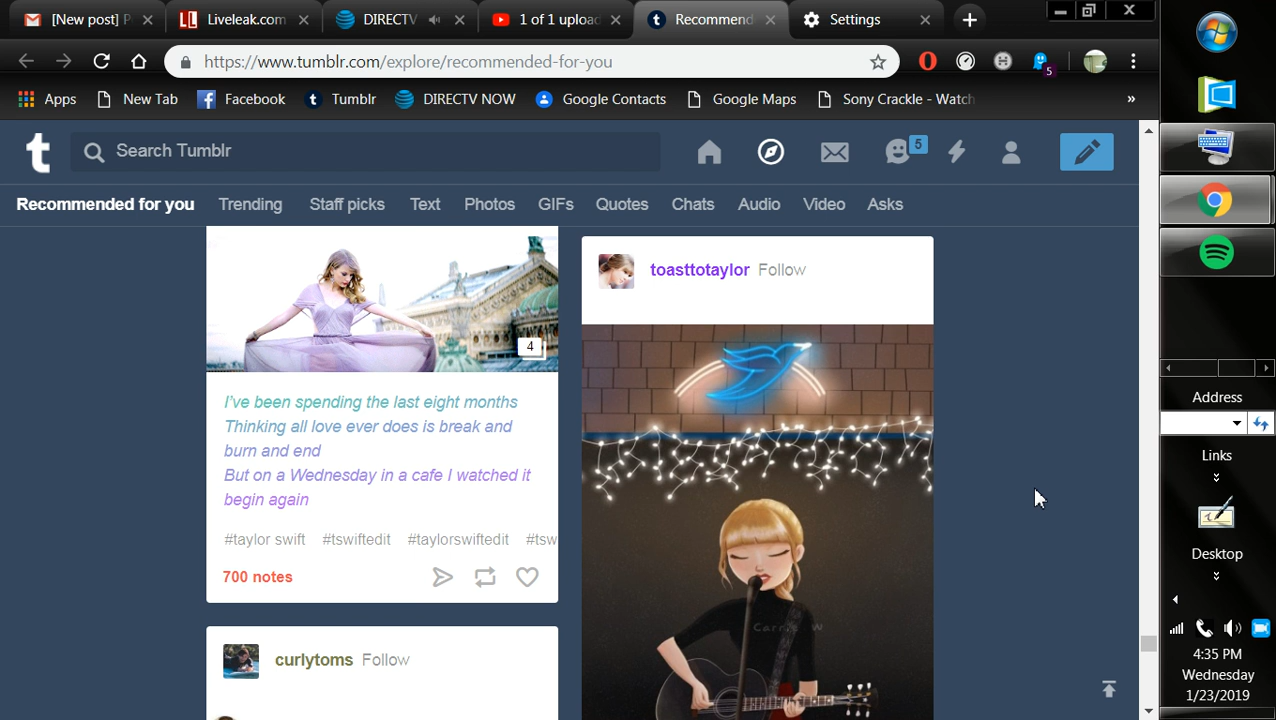 [New post] P
Liveleak.com
DIRECTV
1 of 1 upload
Recommend
Settings
https://www.tumblr.com/explore/recommended-for-you
5
Apps
New Tab
Facebook
Tumblr
DIRECTV NOW
Google Contacts
Google Maps
Sony Crackle - Watch
»
t
Search Tumblr
5
Recommended for you
Trending
Staff picks
Text
Photos
GIFs
Quotes
Chats
Audio
Video
Asks
4
I've been spending the last eight months
Thinking all love ever does is break and
burn and end
But on a Wednesday in a cafe I watched it
begin again
#taylor swift #tswiftedit #taylorswiftedit #tsw
700 notes
curlytoms Follow
toasttotaylor Follow
Carrie W
Address
Links
Desktop
4:35 PM
Wednesday
1/23/2019